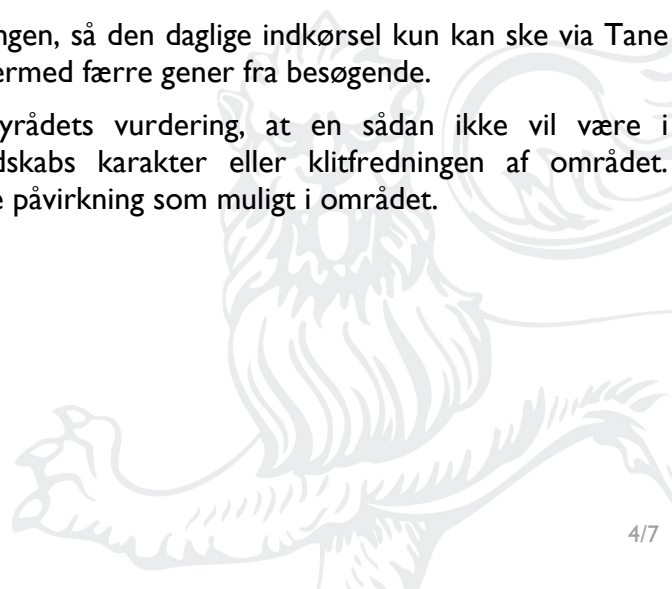 ngen, så den daglige indkørsel kun kan ske via Tane
ermed færre gener fra besøgende.
yrådets vurdering, at en sådan ikke vil være i
dskabs karakter eller klitfredningen af området.
e påvirkning som muligt i området.
4/7